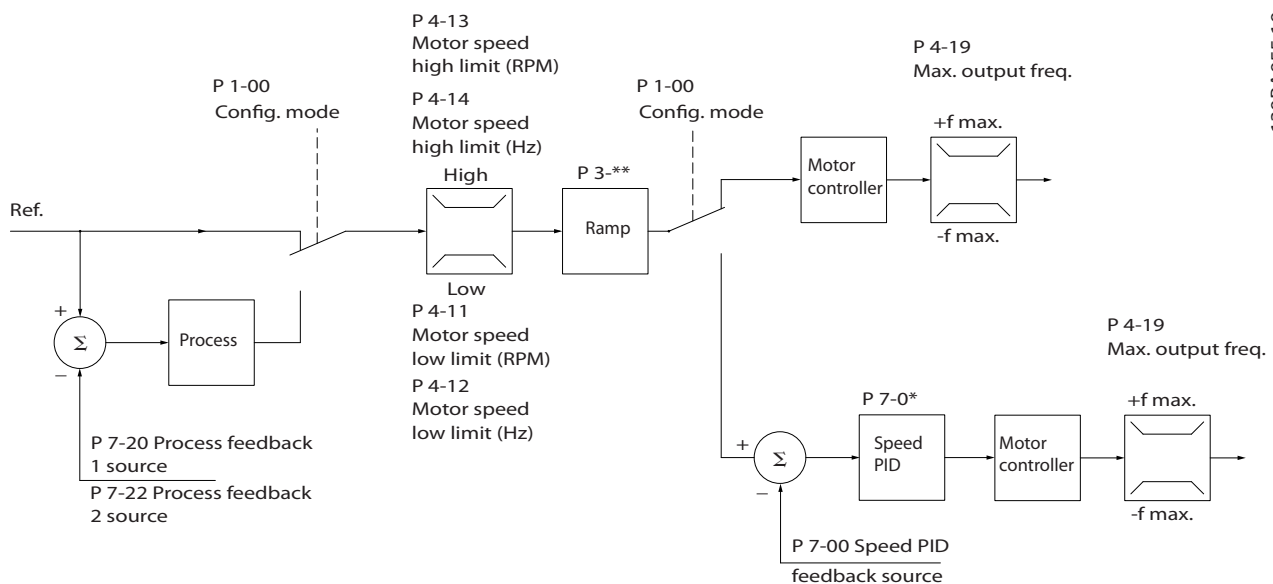 P 4-13
Motor speed
high limit (RPM)
P 4-14
Motor speed
high limit (Hz)
P 1-00
Config. mode
High
Low
P 4-11
Motor speed
low limit (RPM)
P 4-12
Motor speed
low limit (Hz)
Ref.
+
Σ
−
Process
P 7-20 Process feedback
1 source
P 7-22 Process feedback
2 source
P 3-**
Ramp
P 1-00
Config. mode
Motor
controller
P 4-19
Max. output freq.
+f max.
-f max.
+
Σ
−
P 7-00 Speed PID
feedback source
P 7-0*
Speed
PID
Motor
controller
P 4-19
Max. output freq.
+f max.
-f max.